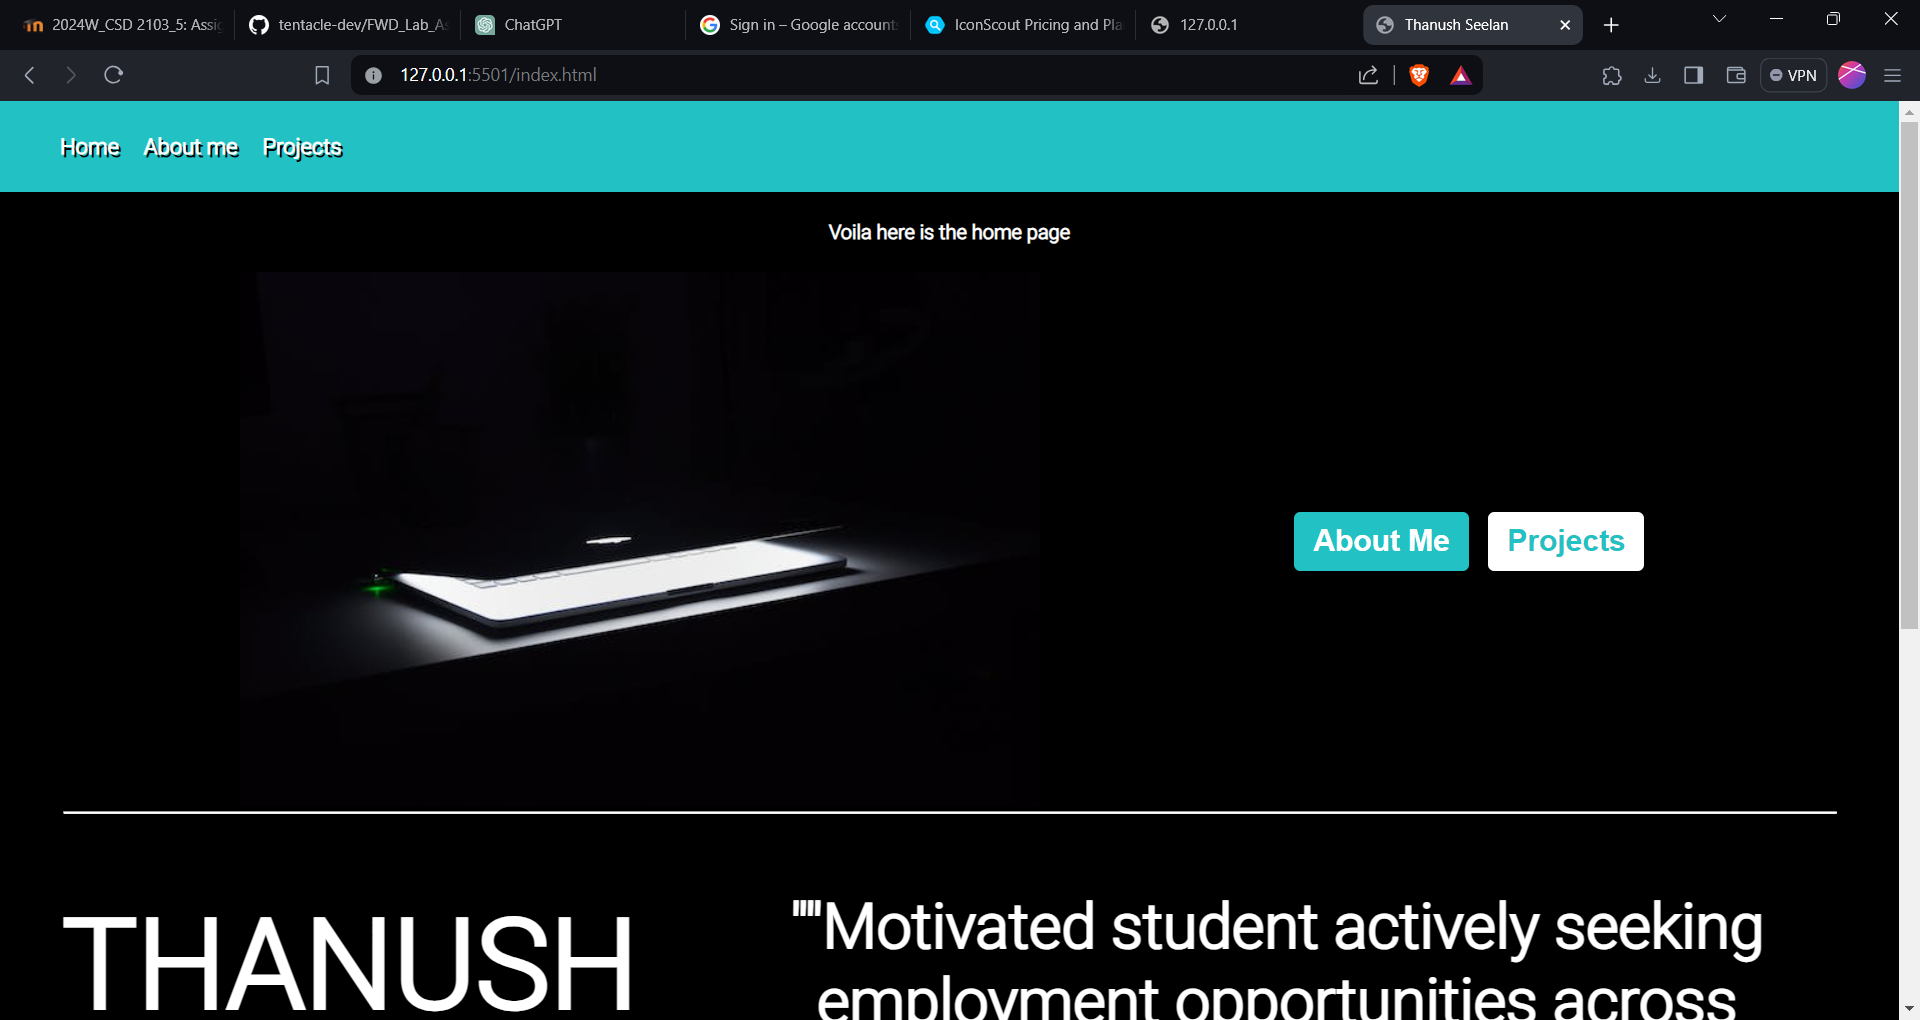 2024W_CSD 2103_5: Assi
tentacle-dev/FWD_Lab_As
ChatGPT
Sign in – Google accounts
IconScout Pricing and Pla
127.0.0.1
Thanush Seelan
127.0.0.1:5501/index.html
VPN
Home About me Projects
Voila here is the home page
About Me Projects
THANUSH
""Motivated student actively seeking
employment opportunities across